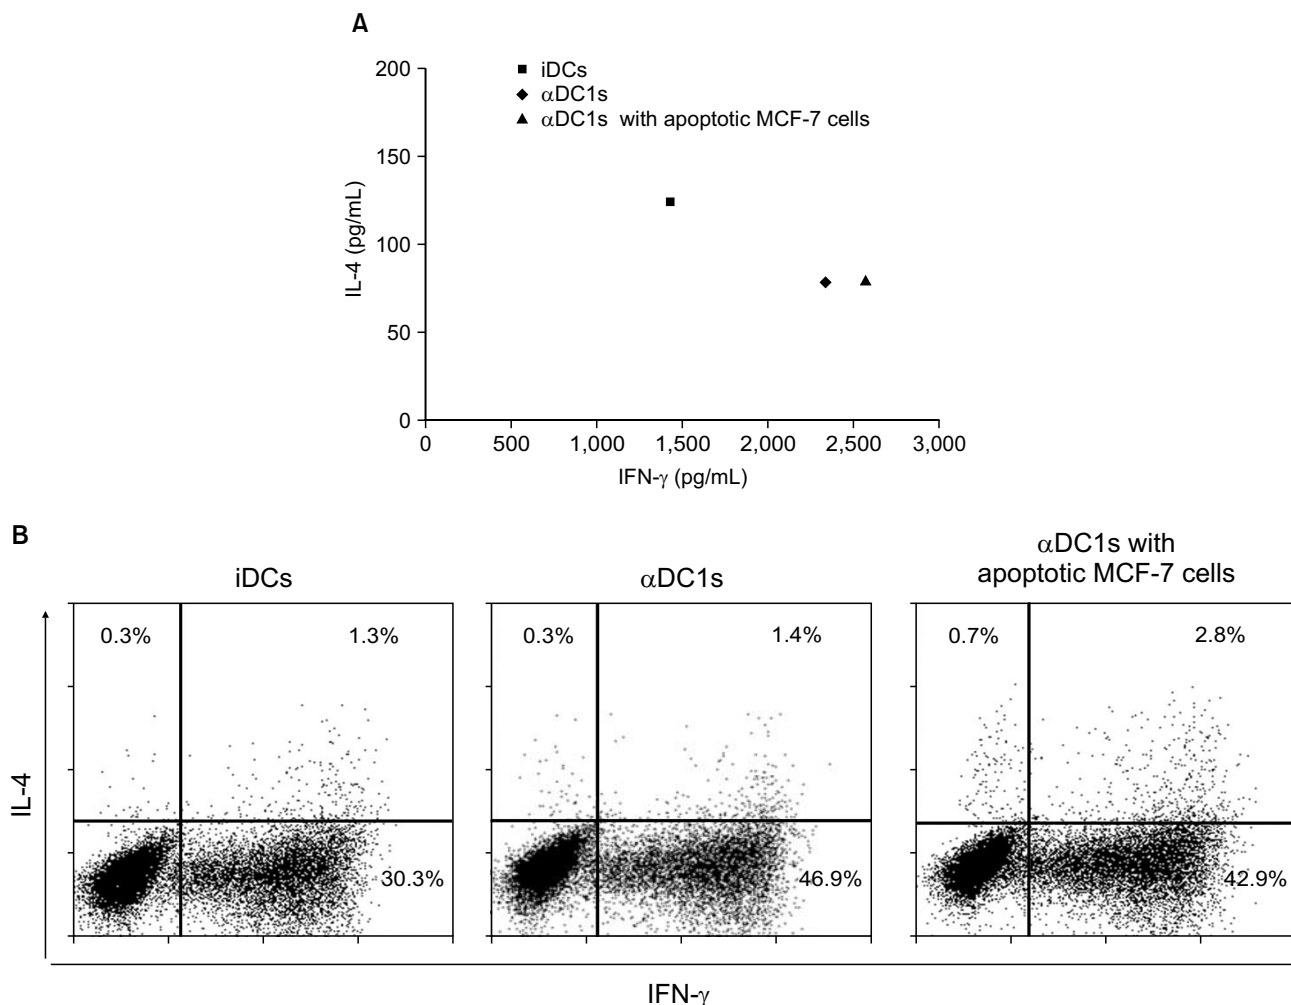 A
200
150
100
50
0
IL-4 (pg/mL)
iDCs
αDC1s
αDC1s with apoptotic MCF-7 cells
0 500 1,000 1,500 2,000 2,500 3,000
IFN-γ (pg/mL)
B
iDCs
αDC1s
αDC1s with
apoptotic MCF-7 cells
IL-4
0.3% 1.3%
30.3%
0.3% 1.4%
46.9%
0.7% 2.8%
42.9%
IFN-γ